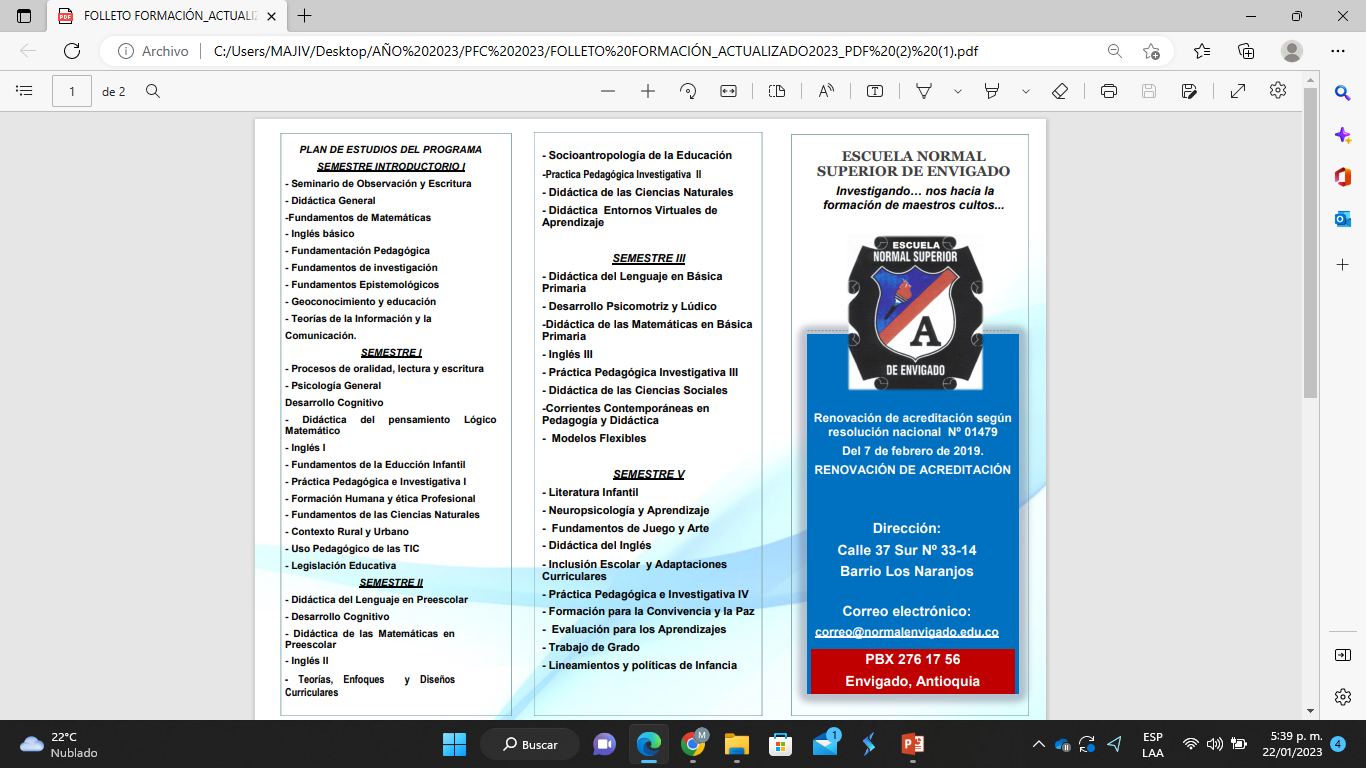 FOLLETO FORMACIÓN_ACTUALIZ
Archivo
C:/Users/MAJIV/Desktop/AÑO%202023/PFC%202023/FOLLETO%20FORMACIÓN_ACTUALIZADO2023_PDF%20(2)%20(1).pdf
1
de 2
PLAN DE ESTUDIOS DEL PROGRAMA
SEMESTRE INTRODUCTORIO I
- Seminario de Observación y Escritura
- Didáctica General
-Fundamentos de Matemáticas
- Inglés básico
- Fundamentación Pedagógica
- Fundamentos de investigación
- Fundamentos Epistemológicos
- Geoconocimiento y educación
- Teorías de la Información y la
Comunicación.
SEMESTRE I
- Procesos de oralidad, lectura y escritura
- Psicología General
Desarrollo Cognitivo
- Didáctica del pensamiento Lógico
Matemático
- Inglés I
- Fundamentos de la Educción Infantil
- Práctica Pedagógica e Investigativa I
- Formación Humana y ética Profesional
- Fundamentos de las Ciencias Naturales
- Contexto Rural y Urbano
- Uso Pedagógico de las TIC
- Legislación Educativa
SEMESTRE II
- Didáctica del Lenguaje en Preescolar
- Desarrollo Cognitivo
- Didáctica de las Matemáticas en
Preescolar
- Inglés II
- Teorías, Enfoques y Diseños
Curriculares
- Socioantropología de la Educación
-Practica Pedagógica Investigativa II
- Didáctica de las Ciencias Naturales
- Didáctica Entornos Virtuales de
Aprendizaje
SEMESTRE III
- Didáctica del Lenguaje en Básica
Primaria
- Desarrollo Psicomotriz y Lúdico
-Didáctica de las Matemáticas en Básica
Primaria
- Inglés III
- Práctica Pedagógica Investigativa III
- Didáctica de las Ciencias Sociales
-Corrientes Contemporáneas en
Pedagogía y Didáctica
- Modelos Flexibles
SEMESTRE V
- Literatura Infantil
- Neuropsicología y Aprendizaje
- Fundamentos de Juego y Arte
- Didáctica del Inglés
- Inclusión Escolar y Adaptaciones
Curriculares
- Práctica Pedagógica e Investigativa IV
- Formación para la Convivencia y la Paz
- Evaluación para los Aprendizajes
- Trabajo de Grado
- Lineamientos y políticas de Infancia
ESCUELA NORMAL
SUPERIOR DE ENVIGADO
Investigando… nos hacia la
formación de maestros cultos...
ESCUELA
NORMAL SUPERIOR
A
DE ENVIGADO
Renovación de acreditación según
resolución nacional Nº 01479
Del 7 de febrero de 2019.
RENOVACIÓN DE ACREDITACIÓN
Dirección:
Calle 37 Sur Nº 33-14
Barrio Los Naranjos
Correo electrónico:
correo@normalenvigado.edu.co
PBX 276 17 56
Envigado, Antioquia
22°C
Nublado
Buscar
M
1
ESP
LAA
5:39 p. m.
22/01/2023
4